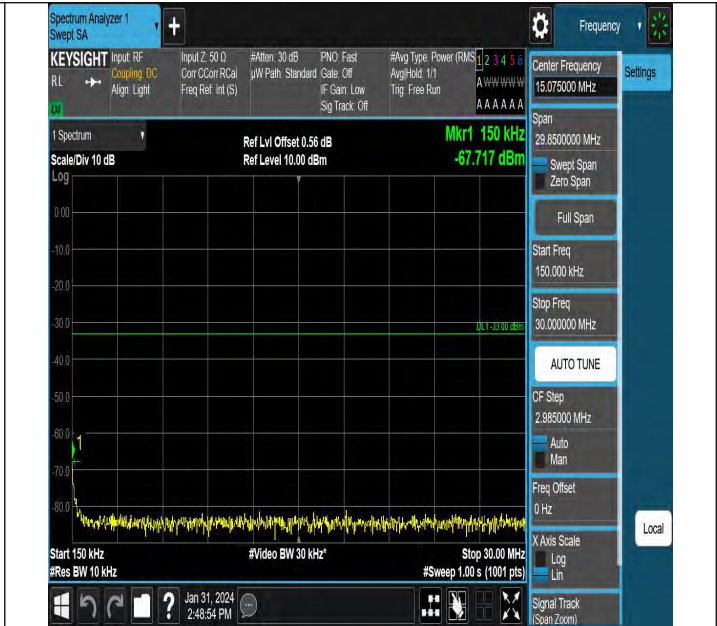 Spectrum Analyzer 1
Swept SA
+
Frequency
KEYSIGHT
RL
Input: RF
Coupling: DC
Align: Light
Input Z: 50 Ω
Corr CCorr RCal
Freq Ref: Int (S)
#Atten: 30 dB
µW Path: Standard
PNO: Fast
Gate: Off
IF Gain: Low
Sig Track: Off
#Avg Type: Power (RMS
Avg|Hold: 1/1
Trig: Free Run
1 2 3 4 5 6
A W W W W W
A A A A A A
1 Spectrum
Scale/Div 10 dB
Ref Lvl Offset 0.56 dB
Ref Level 10.00 dBm
Mkr1 150 kHz
-67.717 dBm
Log
0.00
-10.0
-20.0
-30.0
-40.0
-50.0
-60.0
-70.0
-80.0
DL1 -33.00 dBm
1
Start 150 kHz
#Res BW 10 kHz
#Video BW 30 kHz*
Stop 30.00 MHz
#Sweep 1.00 s (1001 pts)
Center Frequency
15.075000 MHz
Settings
Span
29.8500000 MHz
Swept Span
Zero Span
Full Span
Start Freq
150.000 kHz
Stop Freq
30.000000 MHz
AUTO TUNE
CF Step
2.985000 MHz
Auto
Man
Freq Offset
0 Hz
X Axis Scale
Log
Lin
Local
Signal Track
(Span Zoom)
?
Jan 31, 2024
2:48:54 PM